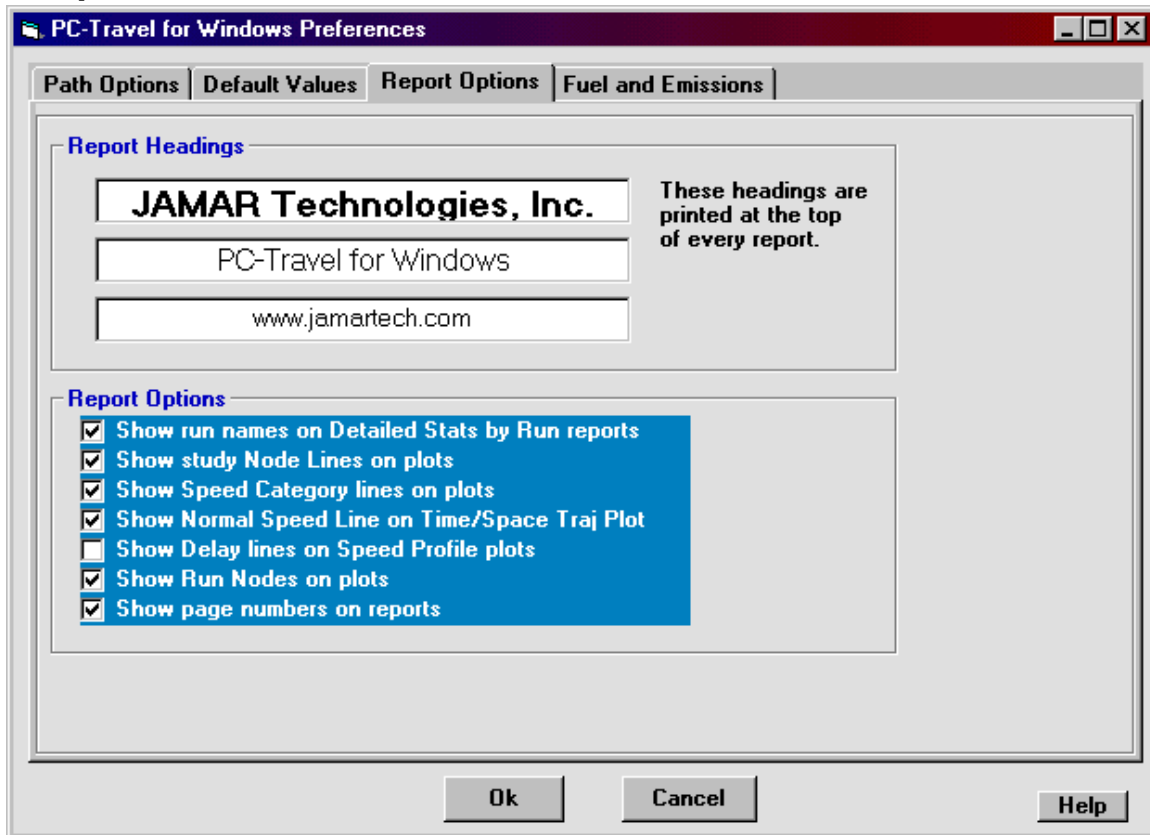 PC-Travel for Windows Preferences
Path Options Default Values Report Options Fuel and Emissions
Report Headings
JAMAR Technologies, Inc.
PC-Travel for Windows
www.jamartech.com
These headings are
printed at the top
of every report.
Report Options
Show run names on Detailed Stats by Run reports
Show study Node Lines on plots
Show Speed Category lines on plots
Show Normal Speed Line on Time/Space Traj Plot
Show Delay lines on Speed Profile plots
Show Run Nodes on plots
Show page numbers on reports
Ok Cancel Help